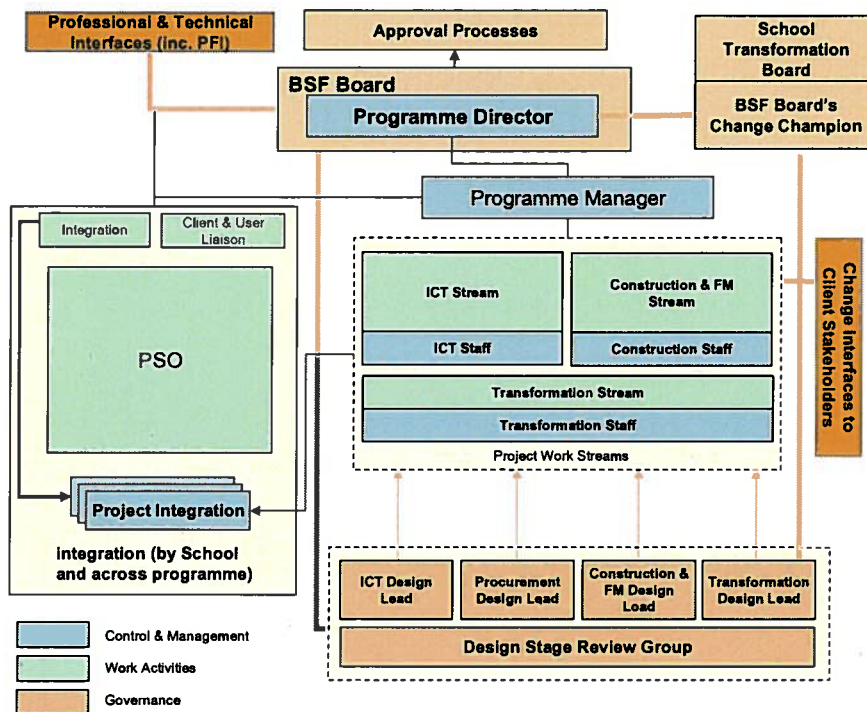 Professional & Technical
Interfaces (inc. PFI)
Approval Processes
School
Transformation
Board
BSF Board's
Change Champion
BSF Board
Programme Director
Programme Manager
Integration
Client & User
Liaison
PSO
Project Integration
integration (by School
and across programme)
ICT Stream
ICT Staff
Construction & FM
Stream
Construction Staff
Transformation Stream
Transformation Staff
Project Work Streams
Change Interfaces to
Client Stakeholders
ICT Design
Lead
Procurement
Design Lead
Construction &
FM Design
Load
Transformation
Design Lead
Design Stage Review Group
Control & Management
Work Activities
Governance